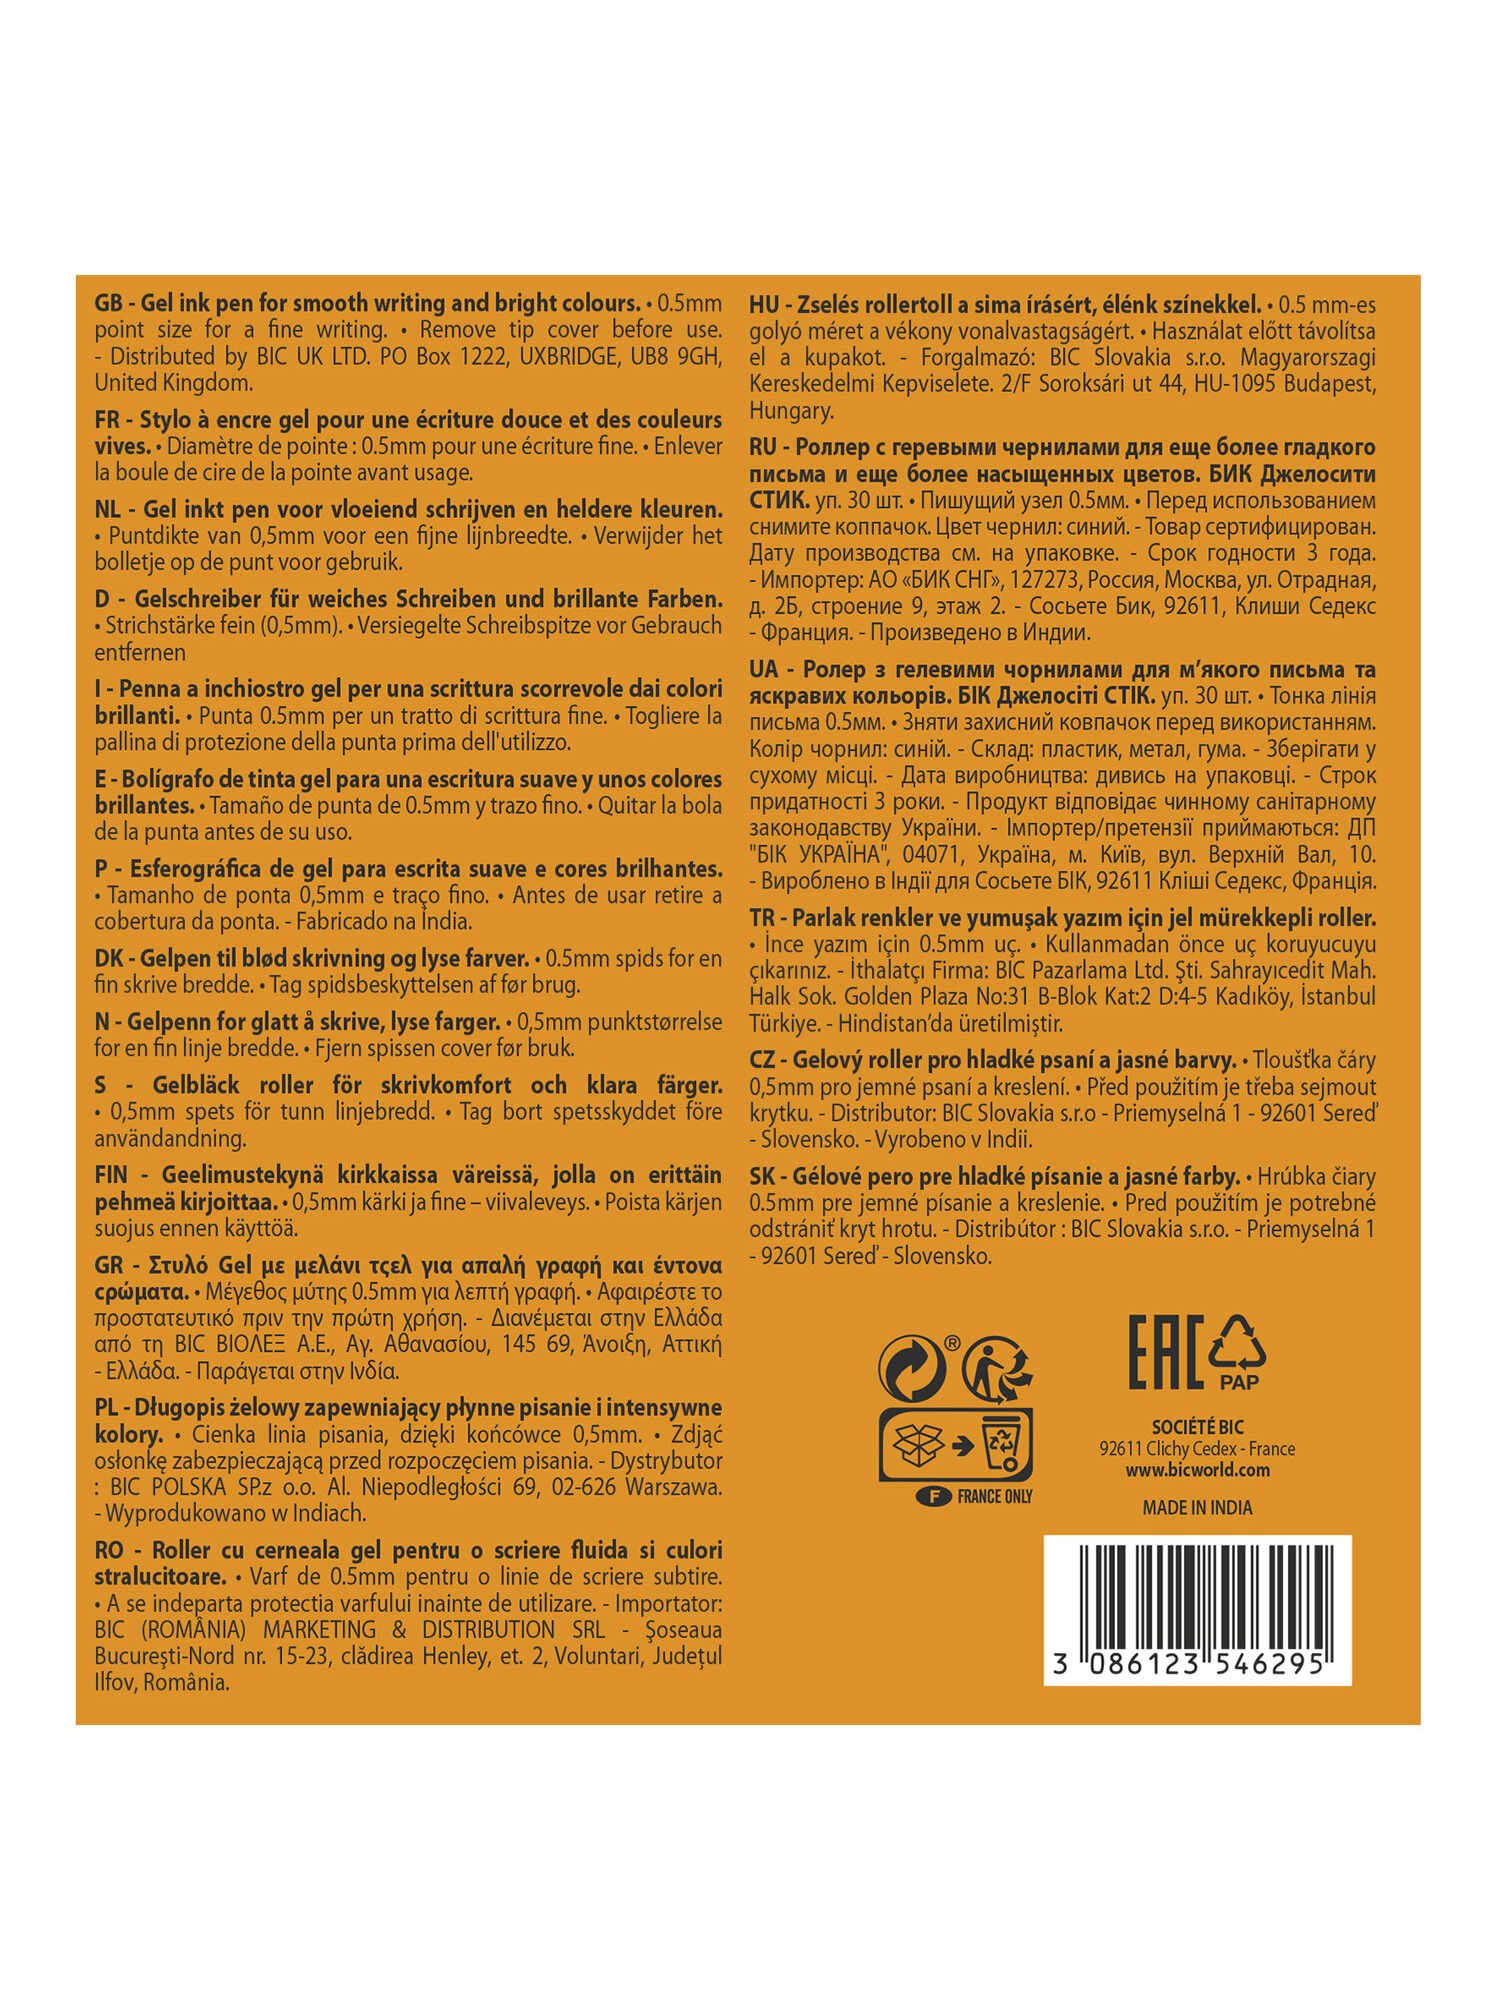 GB - Gel ink pen for smooth writing and bright colours. • 0.5mm
point size for a fine writing. • Remove tip cover before use.
- Distributed by BIC UK LTD. PO Box 1222, UXBRIDGE, UB8 9GH,
United Kingdom.
FR - Stylo à encre gel pour une écriture douce et des couleurs
vives. • Diamètre de pointe : 0.5mm pour une écriture fine. • Enlever
la boule de cire de la pointe avant usage.
NL - Gel inkt pen voor vloeiend schrijven en heldere kleuren.
• Puntdikte van 0,5mm voor een fijne lijnbreedte. • Verwijder het
bolletje op de punt voor gebruik.
D - Gelschreiber für weiches Schreiben und brillante Farben.
• Strichstärke fein (0,5mm). • Versiegelte Schreibspitze vor Gebrauch
entfernen
I - Penna a inchiostro gel per una scrittura scorrevole dai colori
brillanti. • Punta 0.5mm per un tratto di scrittura fine. • Togliere la
pallina di protezione della punta prima dell'utilizzo.
E - Bolígrafo de tinta gel para una escritura suave y unos colores
brillantes. • Tamaño de punta de 0.5mm y trazo fino. • Quitar la bola
de la punta antes de su uso.
P - Esferográfica de gel para escrita suave e cores brilhantes.
• Tamanho de ponta 0,5mm e traço fino. • Antes de usar retire a
cobertura da ponta. - Fabricado na Índia.
DK - Gelpen til blød skrivning og lyse farver. • 0.5mm spids for en
fin skrive bredde. • Tag spidsbeskyttelsen af før brug.
N - Gelpenn for glatt å skrive, lyse farger. • 0,5mm punktstørrelse
for en fin linje bredde. • Fjern spissen cover før bruk.
S - Gelbläck roller för skrivkomfort och klara färger.
• 0,5mm spets för tunn linjebredd. • Tag bort spetsskyddet före
användandning.
FIN - Geelimustekynä kirkkaissa väreissä, jolla on erittäin
pehmeä kirjoittaa. • 0,5mm kärki ja fine – viivaleveys. • Poista kärjen
suojus ennen käyttöä.
GR - Στυλό Gel με μελάνι τςελ για απαλή γραφή και έντονα
ςρώματα. • Μέγεθος μύτης 0.5mm για λεπτή γραφή. • Αφαιρέστε το
προστατευτικό πριν την πρώτη χρήση. - Διανέμεται στην Ελλάδα
από τη BIC ΒΙΟΛΕΞ Α.Ε., Αγ. Αθανασίου, 145 69, Άνοιξη, Αττική
- Ελλάδα. - Παράγεται στην Ινδία.
PL - Długopis żelowy zapewniający płynne pisanie i intensywne
kolory. • Cienka linia pisania, dzięki końcówce 0,5mm. • Zdjąć
osłonkę zabezpieczającą przed rozpoczęciem pisania. - Dystrybutor
: BIC POLSKA SP.z o.o. Al. Niepodległości 69, 02-626 Warszawa.
- Wyprodukowano w Indiach.
RO - Roller cu cerneala gel pentru o scriere fluida si culori
stralucitoare. • Varf de 0.5mm pentru o linie de scriere subtire.
• A se indeparta protectia varfului inainte de utilizare. - Importator:
BIC (ROMÂNIA) MARKETING & DISTRIBUTION SRL - Şoseaua
Bucureşti-Nord nr. 15-23, clădirea Henley, et. 2, Voluntari, Judeţul
Ilfov, România.
HU - Zselés rollertoll a sima írásért, élénk színekkel. • 0.5 mm-es
golyó méret a vékony vonalvastagságért. • Használat előtt távolítsa
el a kupakot. - Forgalmazó: BIC Slovakia s.r.o. Magyarorszagi
Kereskedelmi Kepviselete. 2/F Soroksári ut 44, HU-1095 Budapest,
Hungary.
RU - Роллер с геревыми чернилами для еще более гладкого
письма и еще более насыщенных цветов. БИК Джелосити
СТИК. уп. 30 шт. • Пишущий узел 0.5мм. • Перед использованием
снимите коппачок. Цвет чернил: синий. - Товар сертифицирован.
Дату производства см. на упаковке. - Срок годности 3 года.
- Импортер: АО «БИК СНГ», 127273, Россия, Москва, ул. Отрадная,
д. 2Б, строение 9, этаж 2. - Сосьете Бик, 92611, Клиши Седекс
- Франция. - Произведено в Индии.
UA - Ролер з гелевими чорнилами для м’якого письма та
яскравих кольорів. БІК Джелосіті СТІК. уп. 30 шт. • Тонка лінія
письма 0.5мм. • Зняти захисний ковпачок перед використанням.
Колір чорнил: синій. - Склад: пластик, метал, гума. - Зберігати у
сухому місці. - Дата виробництва: дивись на упаковці. - Строк
придатності 3 роки. - Продукт відповідає чинному санітарному
законодавству України. - Імпортер/претензії приймаються: ДП
"БІК УКРАЇНА", 04071, Україна, м. Київ, вул. Верхній Вал, 10.
- Вироблено в Індії для Сосьете БІК, 92611 Кліші Седекс, Франція.
TR - Parlak renkler ve yumuşak yazım için jel mürekkepli roller.
• İnce yazım için 0.5mm uç. • Kullanmadan önce uç koruyucuyu
çıkarınız. - İthalatçı Firma: BIC Pazarlama Ltd. Şti. Sahrayıcedit Mah.
Halk Sok. Golden Plaza No:31 B-Blok Kat:2 D:4-5 Kadıköy, İstanbul
Türkiye. - Hindistan’da üretilmiştir.
CZ - Gelový roller pro hladké psaní a jasné barvy. • Tloušťka čáry
0,5mm pro jemné psaní a kreslení. • Před použitím je třeba sejmout
krytku. - Distributor: BIC Slovakia s.r.o - Priemyselná 1 - 92601 Sereď
- Slovensko. - Vyrobeno v Indii.
SK - Gélové pero pre hladké písanie a jasné farby. • Hrúbka čiary
0.5mm pre jemné písanie a kreslenie. • Pred použitím je potrebné
odstrániť kryt hrotu. - Distribútor : BIC Slovakia s.r.o. - Priemyselná 1
- 92601 Sereď - Slovensko.
®
EAC
PAP
F FRANCE ONLY
SOCIÉTÉ BIC
92611 Clichy Cedex - France
www.bicworld.com
MADE IN INDIA
3 086123 546295